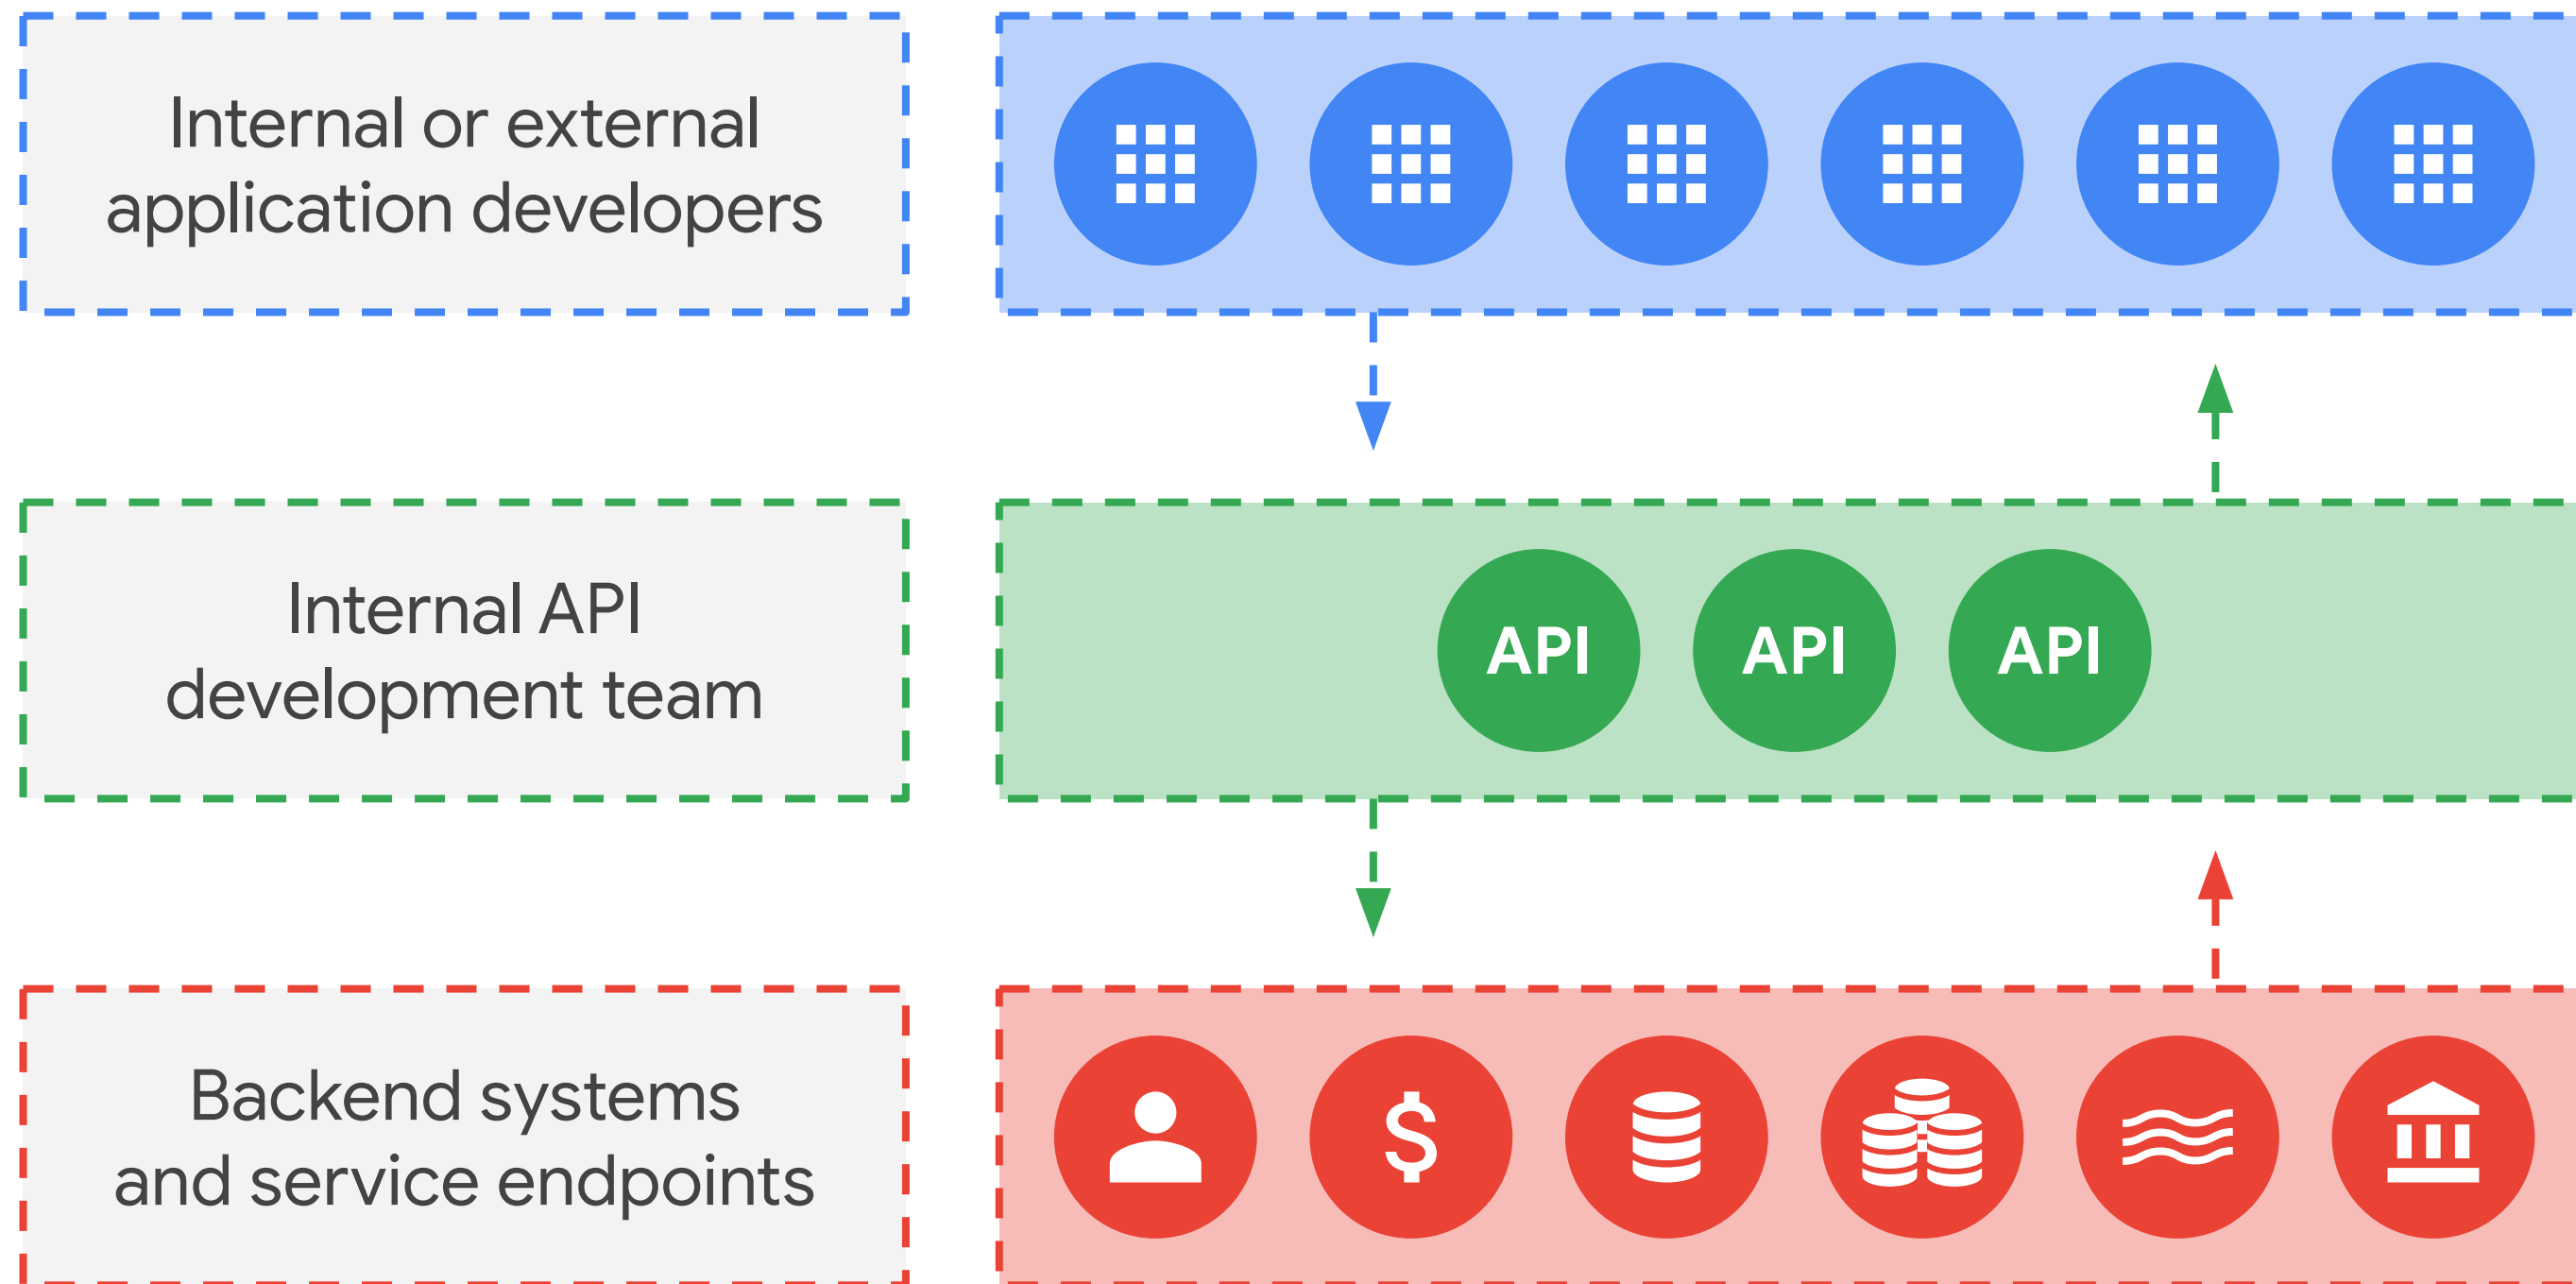 Internal or external
application developers
Internal API
development team
API
API
API
Backend systems
and service endpoints
$